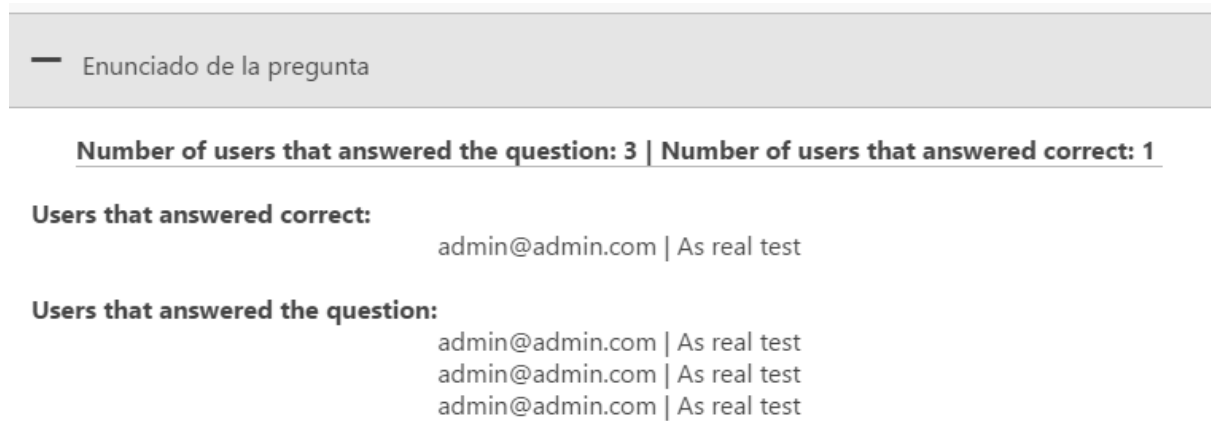 Enunciado de la pregunta
Number of users that answered the question: 3 | Number of users that answered correct: 1
Users that answered correct:
admin@admin.com | As real test
Users that answered the question:
admin@admin.com | As real test
admin@admin.com | As real test
admin@admin.com | As real test